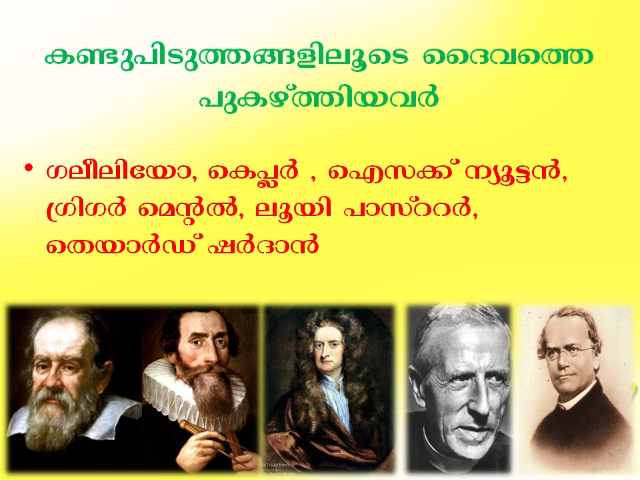 കണ്ടുപിടുത്തങ്ങളിലൂടെ ദൈവത്തെ
പുകഴ്ത്തിയവർ
• ഗലീലിയോ, കെപ്ലർ , ഐസക്ക് ന്യൂട്ടൻ,
ഗ്രിഗർ മെന്റൽ, ലൂയി പാസ്ററർ,
തെയാർഡ് ഷർദാൻ